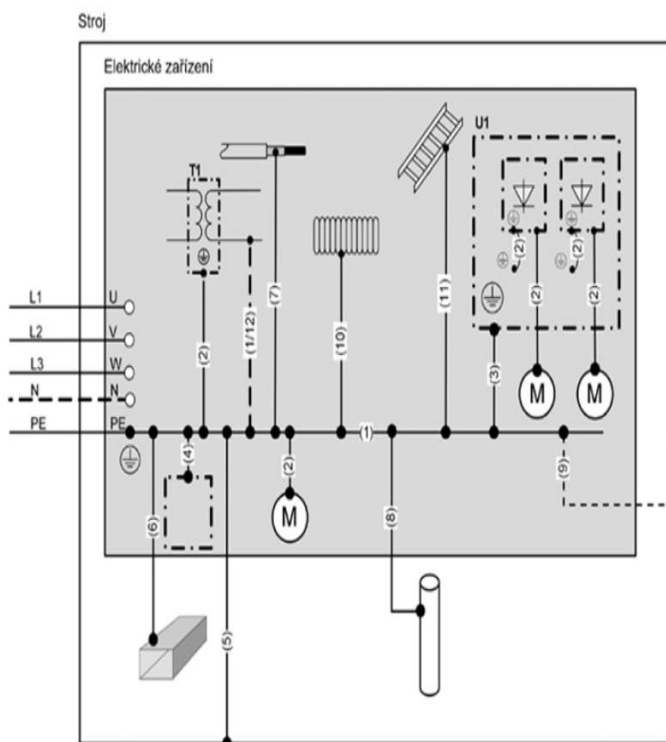 Stroj
Elektrické zařízení
T1
U1
(2)
(2)
(2)
(2)
(2)
(1/12)
(7)
(10)
(11)
(3)
L1 U
L2 V
L3 W
N N
PE PE
(1)
M
M
(4)
(2)
(9)
M
(6)
(8)
(5)